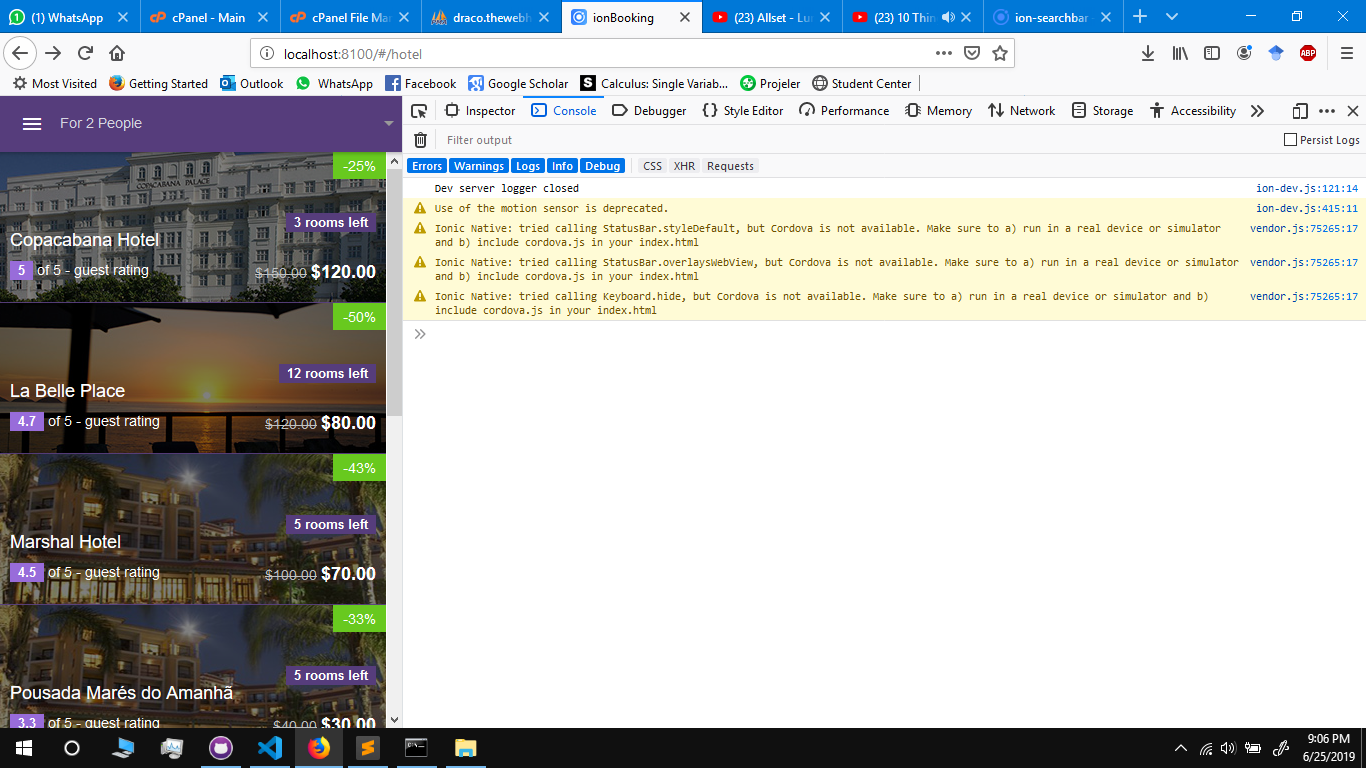 (1) WhatsApp
cPanel - Main
cPanel File Man
draco.thewebh
ionBooking
(23) Allset - Lu
(23) 10 Thin
ion-searchbar -
localhost:8100/#/hotel
ABP
Most Visited
Getting Started
Outlook
WhatsApp
Facebook
Google Scholar
Calculus: Single Variab...
Projeler
Student Center
For 2 People
-25%
COPACABANA PALACE
3 rooms left
Copacabana Hotel
5 of 5 - guest rating
$150.00 $120.00
-50%
12 rooms left
La Belle Place
4.7 of 5 - guest rating
$120.00 $80.00
-43%
5 rooms left
Marshal Hotel
4.5 of 5 - guest rating
$100.00 $70.00
-33%
5 rooms left
Pousada Marés do Amanhã
3.3 of 5 - guest rating
$40.00 $30.00
Inspector
Console
Debugger
Style Editor
Performance
Memory
Network
Storage
Accessibility
Filter output
Persist Logs
Errors
Warnings
Logs
Info
Debug
CSS
XHR
Requests
Dev server logger closed
ion-dev.js:121:14
Use of the motion sensor is deprecated.
ion-dev.js:415:11
Ionic Native: tried calling StatusBar.styleDefault, but Cordova is not available. Make sure to a) run in a real device or simulator
and b) include cordova.js in your index.html
vendor.js:75265:17
Ionic Native: tried calling StatusBar.overlaysWebView, but Cordova is not available. Make sure to a) run in a real device or simulator
and b) include cordova.js in your index.html
vendor.js:75265:17
Ionic Native: tried calling Keyboard.hide, but Cordova is not available. Make sure to a) run in a real device or simulator and b)
include cordova.js in your index.html
vendor.js:75265:17
9:06 PM
6/25/2019